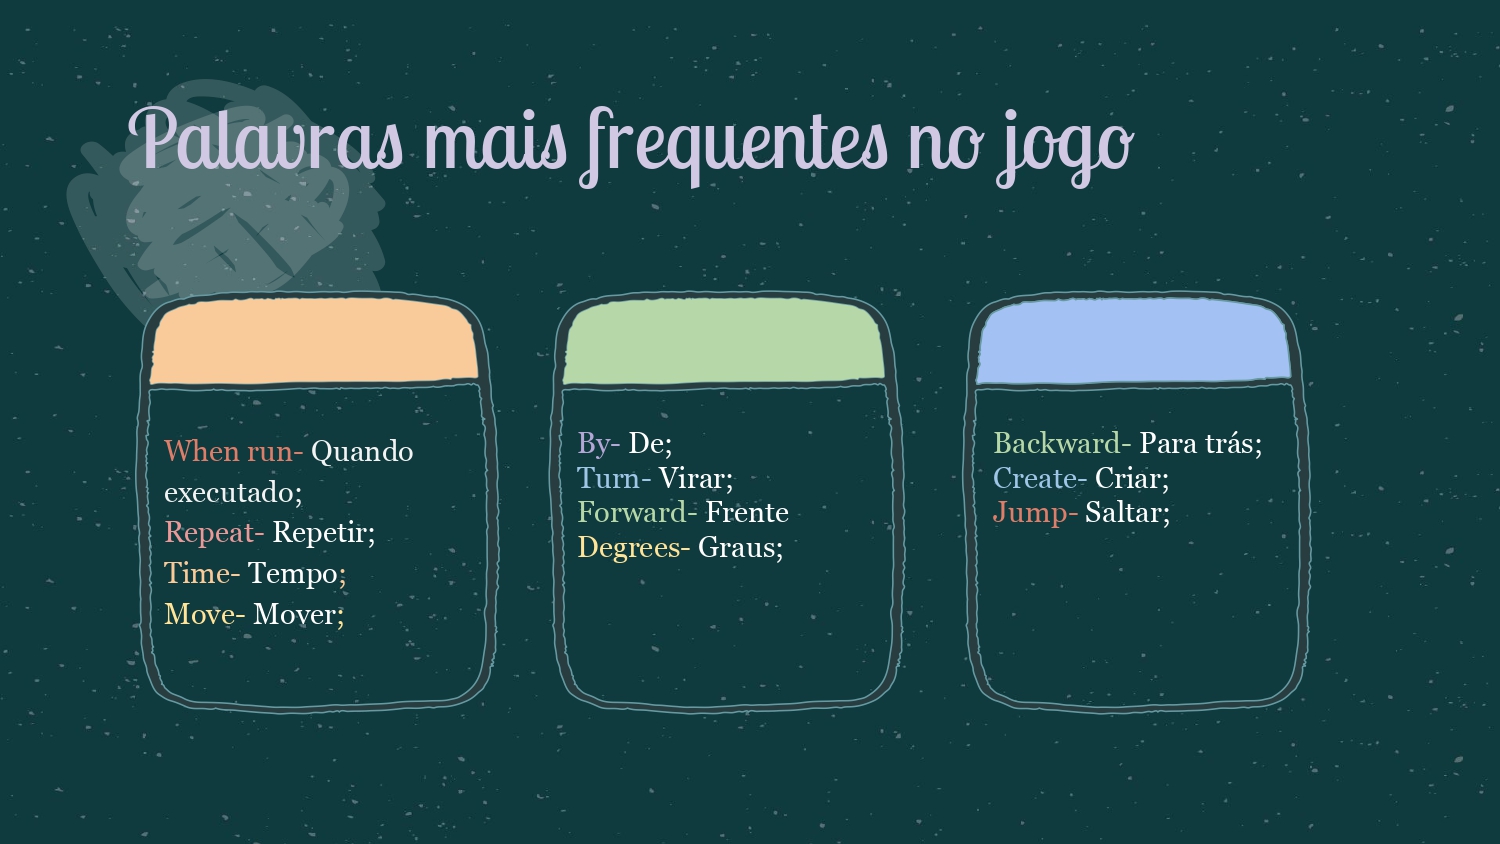 Palavras mais frequentes no jogo
When run- Quando
executado;
Repeat- Repetir;
Time- Tempo;
Move- Mover;
By- De;
Turn- Virar;
Forward- Frente
Degrees- Graus;
Backward- Para trás;
Create- Criar;
Jump- Saltar;